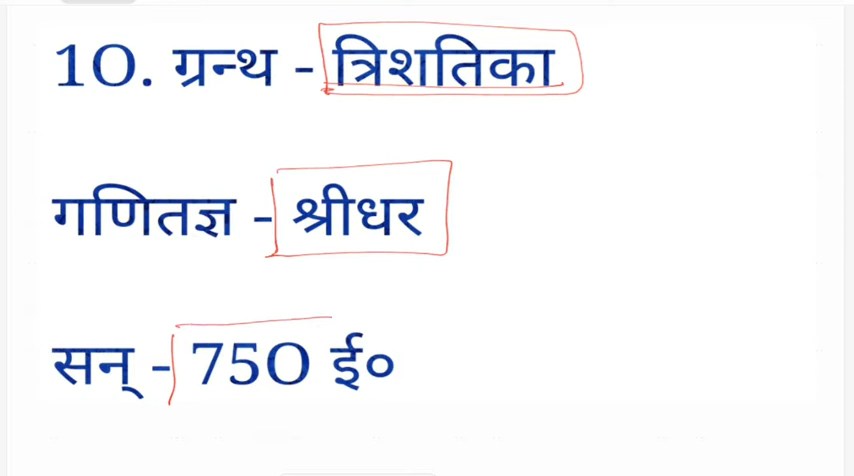 10. ग्रन्थ - त्रिशतिका
गणितज्ञ - श्रीधर
सन् - 750 ई०